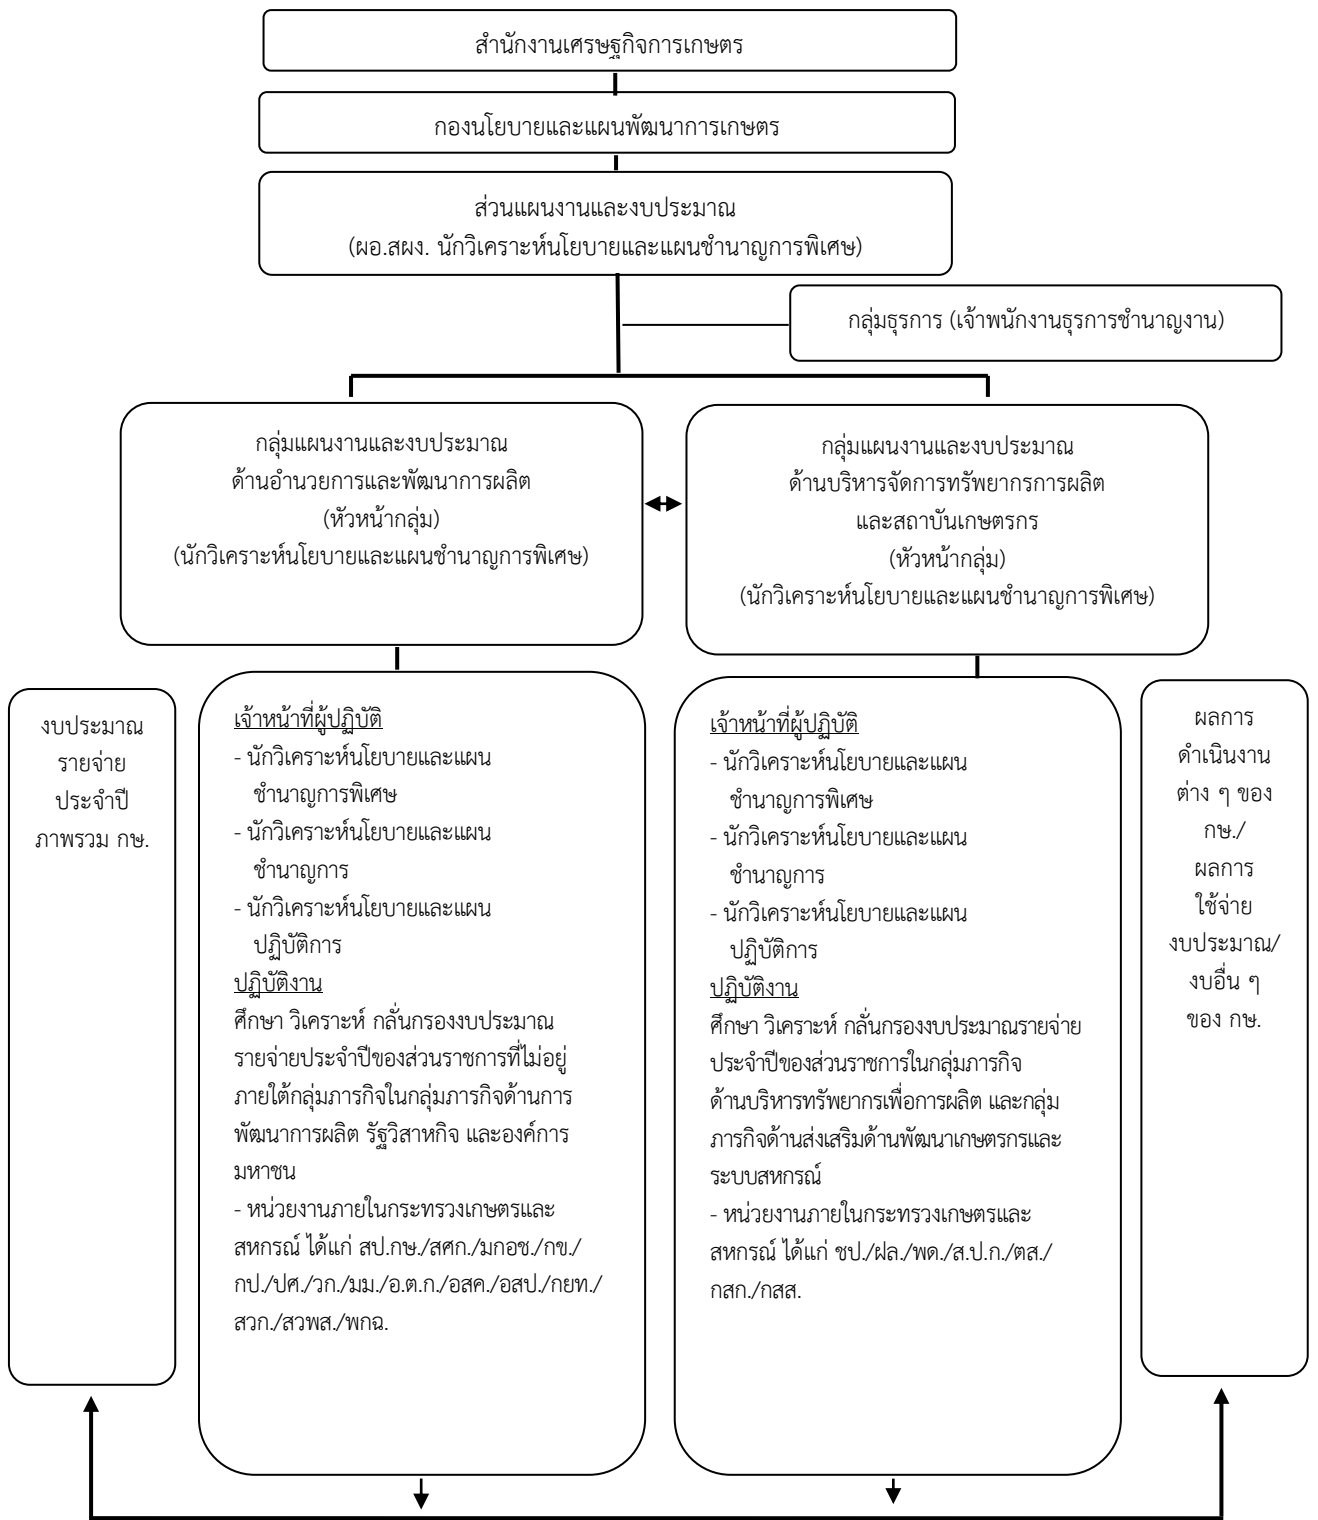 สำนักงานเศรษฐกิจการเกษตร
กองนโยบายและแผนพัฒนาการเกษตร
ส่วนแผนงานและงบประมาณ
(ผอ.สผง. นักวิเคราะห์นโยบายและแผนชำนาญการพิเศษ)
กลุ่มธุรการ (เจ้าพนักงานธุรการชำนาญงาน)
กลุ่มแผนงานและงบประมาณ
ด้านอำนวยการและพัฒนาการผลิต
(หัวหน้ากลุ่ม)
(นักวิเคราะห์นโยบายและแผนชำนาญการพิเศษ)
กลุ่มแผนงานและงบประมาณ
ด้านบริหารจัดการทรัพยากรการผลิต
และสถาบันเกษตรกร
(หัวหน้ากลุ่ม)
(นักวิเคราะห์นโยบายและแผนชำนาญการพิเศษ)
งบประมาณ
รายจ่าย
ประจำปี
ภาพรวม กษ.
เจ้าหน้าที่ผู้ปฏิบัติ
- นักวิเคราะห์นโยบายและแผน
ชำนาญการพิเศษ
- นักวิเคราะห์นโยบายและแผน
ชำนาญการ
- นักวิเคราะห์นโยบายและแผน
ปฏิบัติการ
ปฏิบัติงาน
ศึกษา วิเคราะห์ กลั่นกรองงบประมาณ
รายจ่ายประจำปีของส่วนราชการที่ไม่อยู่
ภายใต้กลุ่มภารกิจในกลุ่มภารกิจด้านการ
พัฒนาการผลิต รัฐวิสาหกิจ และองค์การ
มหาชน
- หน่วยงานภายในกระทรวงเกษตรและ
สหกรณ์ ได้แก่ สป.กษ./สศก./มกอช./กข./
กป./ปศ./วก./มม./อ.ต.ก./อสค./อสป./กยท./
สวก./สวพส./พกฉ.
เจ้าหน้าที่ผู้ปฏิบัติ
- นักวิเคราะห์นโยบายและแผน
ชำนาญการพิเศษ
- นักวิเคราะห์นโยบายและแผน
ชำนาญการ
- นักวิเคราะห์นโยบายและแผน
ปฏิบัติการ
ปฏิบัติงาน
ศึกษา วิเคราะห์ กลั่นกรองงบประมาณรายจ่าย
ประจำปีของส่วนราชการในกลุ่มภารกิจ
ด้านบริหารทรัพยากรเพื่อการผลิต และกลุ่ม
ภารกิจด้านส่งเสริมด้านพัฒนาเกษตรกรและ
ระบบสหกรณ์
- หน่วยงานภายในกระทรวงเกษตรและ
สหกรณ์ ได้แก่ ชป./ฝล./พด./ส.ป.ก./ตส./
กสก./กสส.
ผลการ
ดำเนินงาน
ต่าง ๆ ของ
กษ./
ผลการ
ใช้จ่าย
งบประมาณ/
งบอื่น ๆ
ของ กษ.